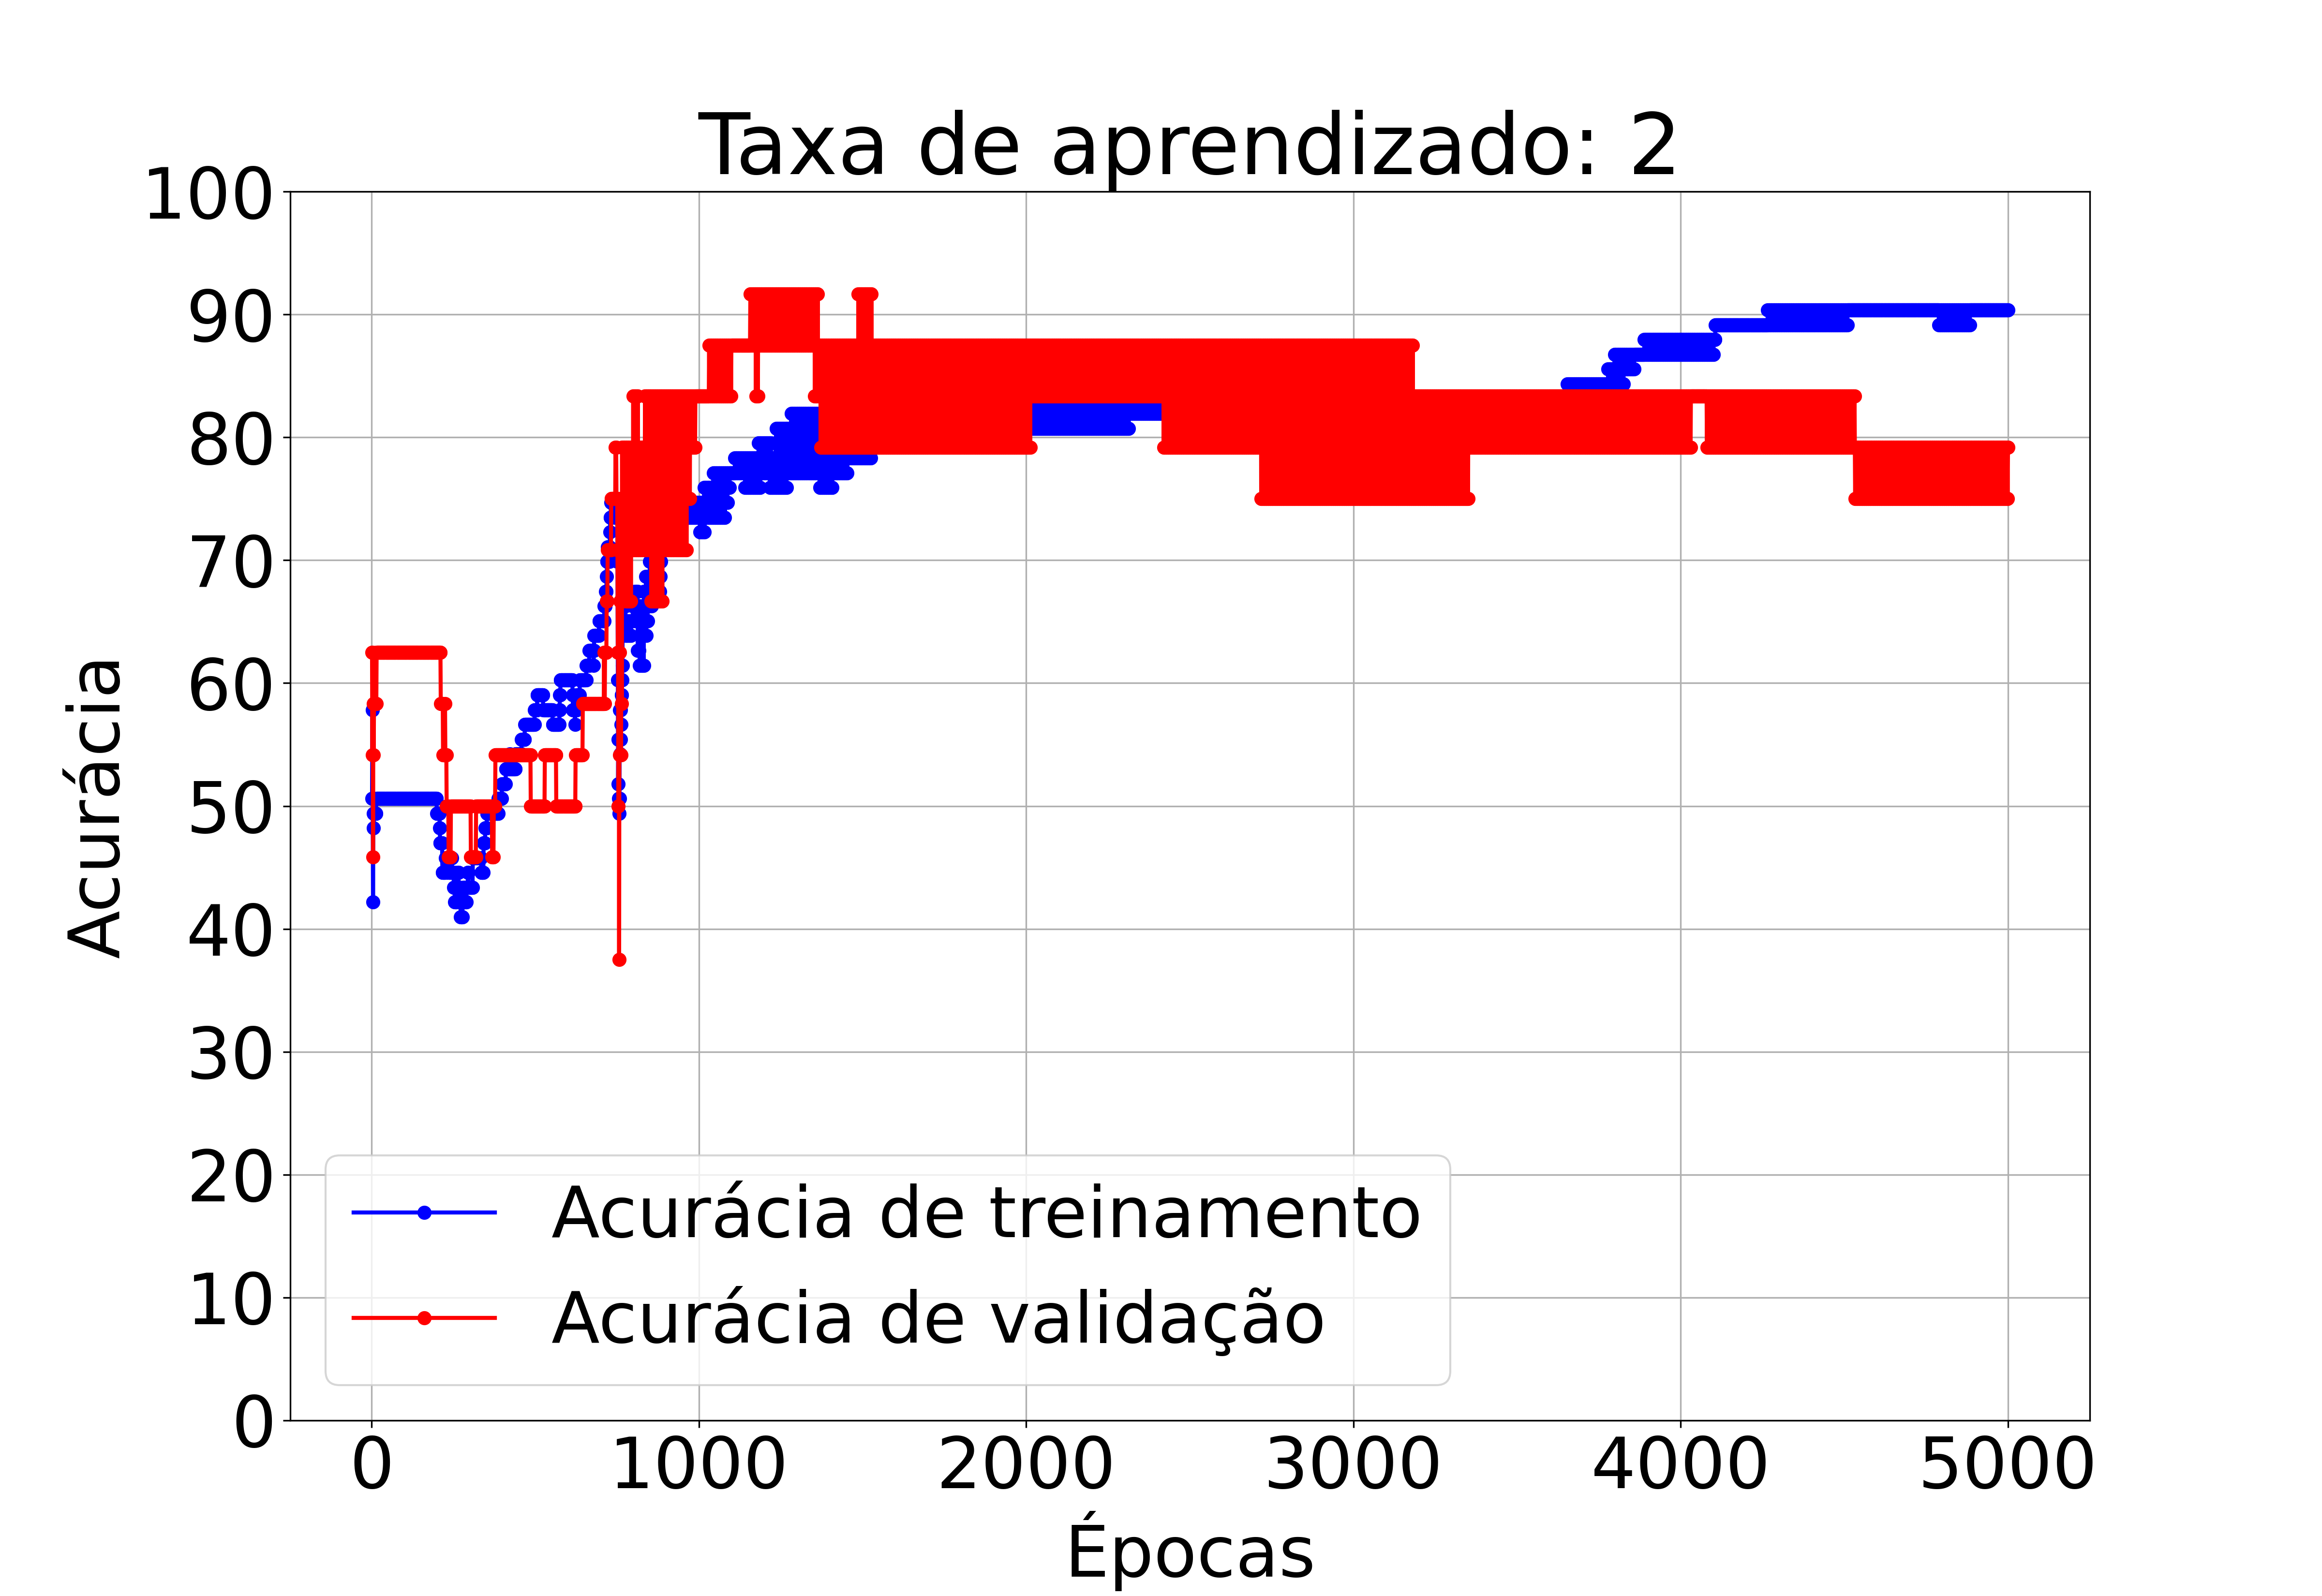 Taxa de aprendizado: 2
100
90
80
70
60
50
40
30
20
10
0
Acurácia
Acurácia de treinamento
Acurácia de validação
0 1000 2000 3000 4000 5000
Épocas